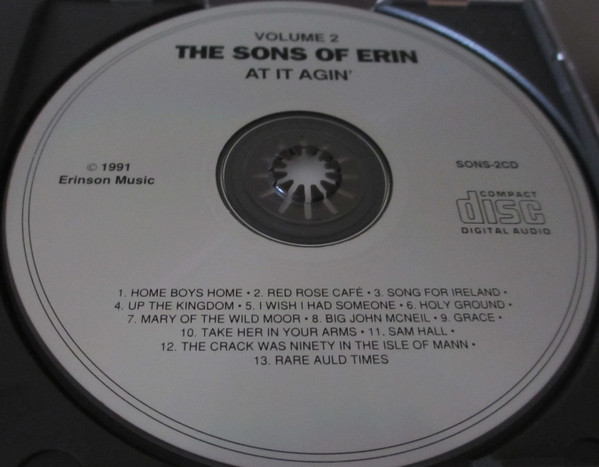 VOLUME 2
THE SONS OF ERIN
AT IT AGIN'
© 1991
Erinson Music
SONS-2CD
COMPACT
disc
DIGITAL AUDIO
1. HOME BOYS HOME • 2. RED ROSE CAFÉ • 3. SONG FOR IRELAND •
4. UP THE KINGDOM • 5. I WISH I HAD SOMEONE • 6. HOLY GROUND •
7. MARY OF THE WILD MOOR • 8. BIG JOHN MCNEIL • 9. GRACE •
10. TAKE HER IN YOUR ARMS • 11. SAM HALL •
12. THE CRACK WAS NINETY IN THE ISLE OF MANN •
13. RARE AULD TIMES